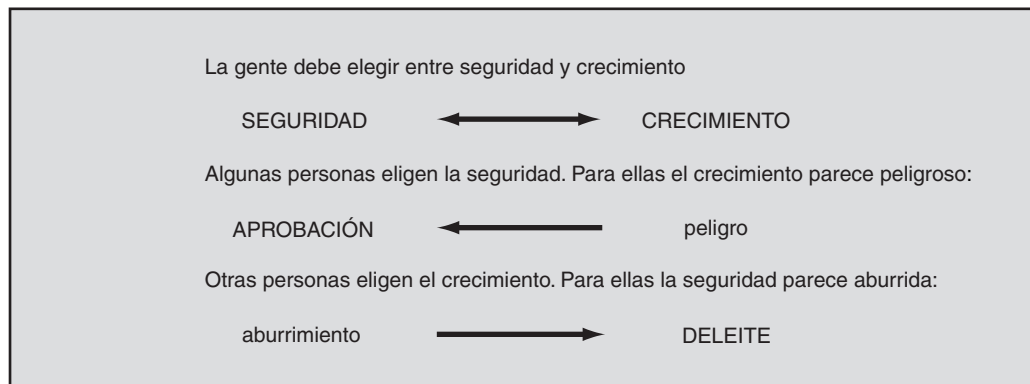 La gente debe elegir entre seguridad y crecimiento
SEGURIDAD CRECIMIENTO
Algunas personas eligen la seguridad. Para ellas el crecimiento parece peligroso:
APROBACIÓN peligro
Otras personas eligen el crecimiento. Para ellas la seguridad parece aburrida:
aburrimiento DELEITE